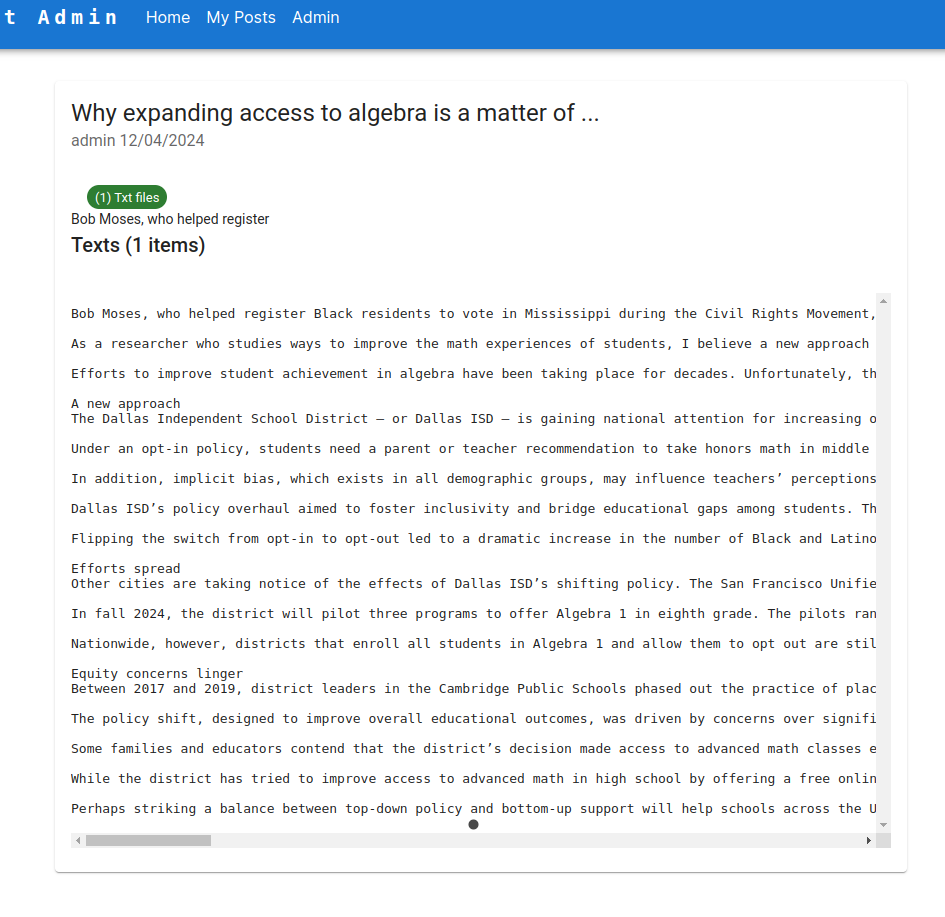 t Admin Home My Posts Admin
Why expanding access to algebra is a matter of ...
admin 12/04/2024
(1) Txt files
Bob Moses, who helped register
Texts (1 items)
Bob Moses, who helped register Black residents to vote in Mississippi during the Civil Rights Movement,
As a researcher who studies ways to improve the math experiences of students, I believe a new approach
Efforts to improve student achievement in algebra have been taking place for decades. Unfortunately, th
A new approach
The Dallas Independent School District – or Dallas ISD – is gaining national attention for increasing o
Under an opt-in policy, students need a parent or teacher recommendation to take honors math in middle
In addition, implicit bias, which exists in all demographic groups, may influence teachers’ perceptions
Dallas ISD’s policy overhaul aimed to foster inclusivity and bridge educational gaps among students. Th
Flipping the switch from opt-in to opt-out led to a dramatic increase in the number of Black and Latino
Efforts spread
Other cities are taking notice of the effects of Dallas ISD’s shifting policy. The San Francisco Unifie
In fall 2024, the district will pilot three programs to offer Algebra 1 in eighth grade. The pilots ran
Nationwide, however, districts that enroll all students in Algebra 1 and allow them to opt out are stil
Equity concerns linger
Between 2017 and 2019, district leaders in the Cambridge Public Schools phased out the practice of plac
The policy shift, designed to improve overall educational outcomes, was driven by concerns over signifi
Some families and educators contend that the district’s decision made access to advanced math classes e
While the district has tried to improve access to advanced math in high school by offering a free onlin
Perhaps striking a balance between top-down policy and bottom-up support will help schools across the U